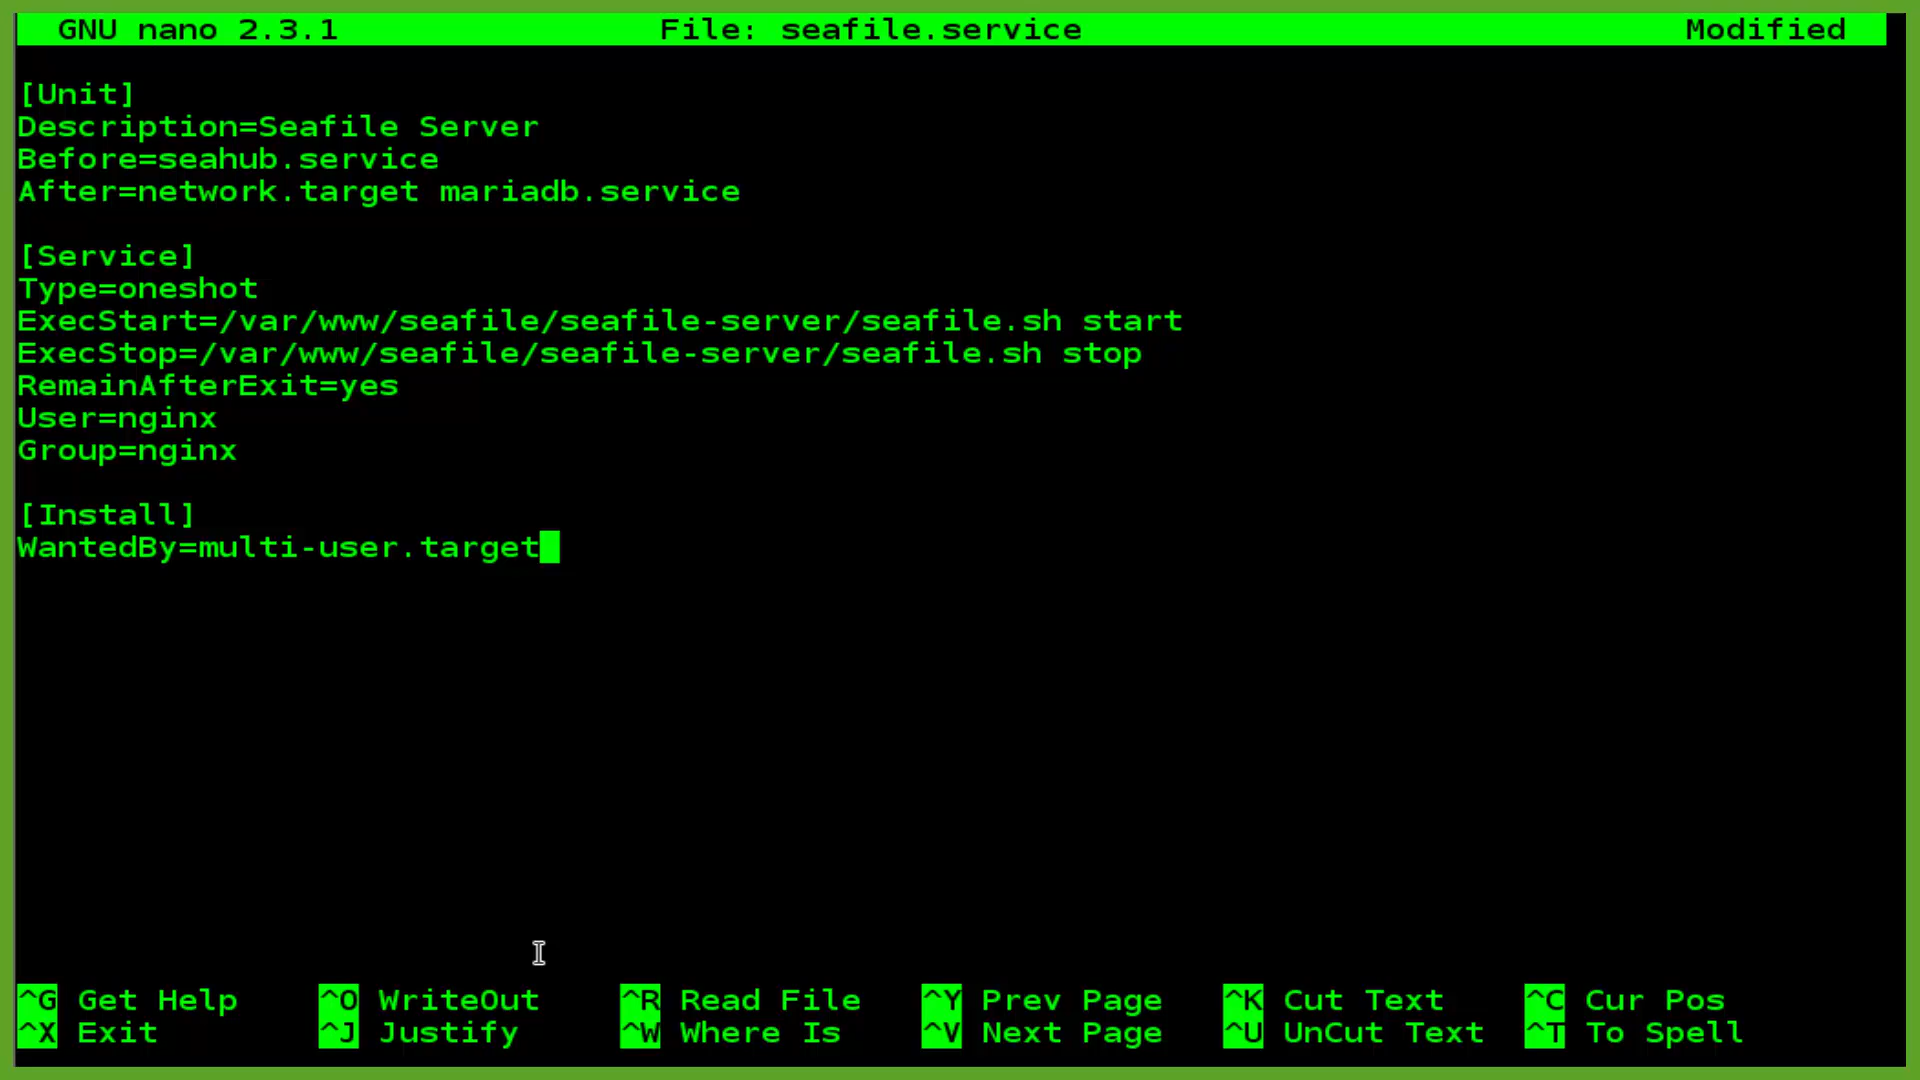 GNU nano 2.3.1 File: seafile.service Modified
[Unit]
Description=Seafile Server
Before=seahub.service
After=network.target mariadb.service
[Service]
Type=oneshot
ExecStart=/var/www/seafile/seafile-server/seafile.sh start
ExecStop=/var/www/seafile/seafile-server/seafile.sh stop
RemainAfterExit=yes
User=nginx
Group=nginx
[Install]
WantedBy=multi-user.target
^G Get Help ^O WriteOut ^R Read File ^Y Prev Page ^K Cut Text ^C Cur Pos
^X Exit ^J Justify ^W Where Is ^V Next Page ^U UnCut Text ^T To Spell